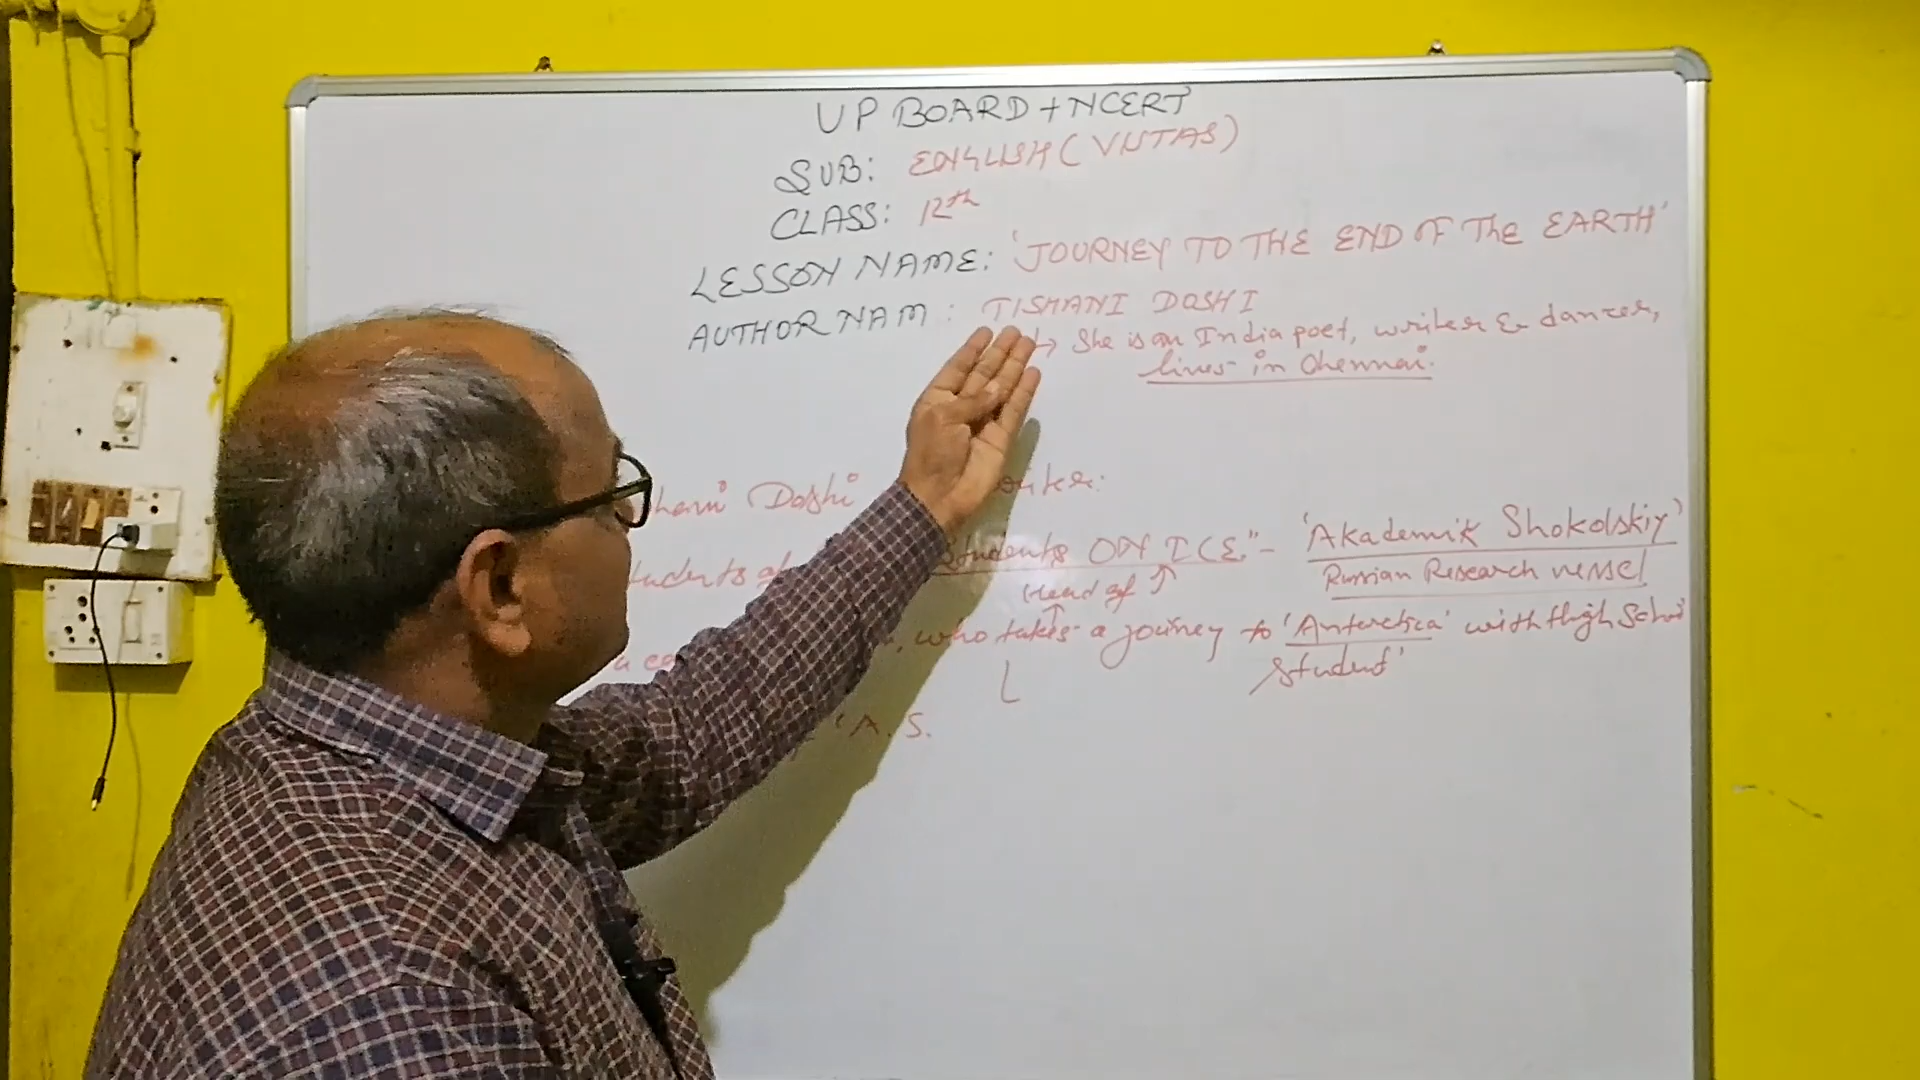 UP BOARD + NCERT
SUB: ENGLISH (VISTAS)
CLASS: 12th
LESSON NAME: 'JOURNEY TO THE END OF The EARTH'
AUTHOR NAM : TISHANI DOSHI
→ She is an India poet, writer & dancer,
lives in Chennai.
Doshi
Students ON ICE." - 'Akademik Shokolskiy'
Head of Russian Research vessel
, who takes a journey to 'Antarctica' with high School
student'
L
'A. S.